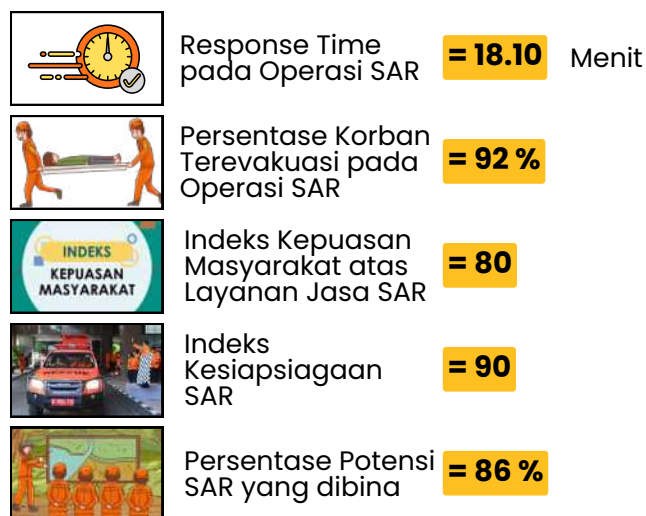 Response Time
pada Operasi SAR
= 18.10
Menit
Persentase Korban
Terevakuasi pada
Operasi SAR
= 92 %
INDEKS
KEPUASAN
MASYARAKAT
Indeks Kepuasan
Masyarakat atas
Layanan Jasa SAR
= 80
Indeks
Kesiapsiagaan
SAR
= 90
Persentase Potensi
SAR yang dibina
= 86 %